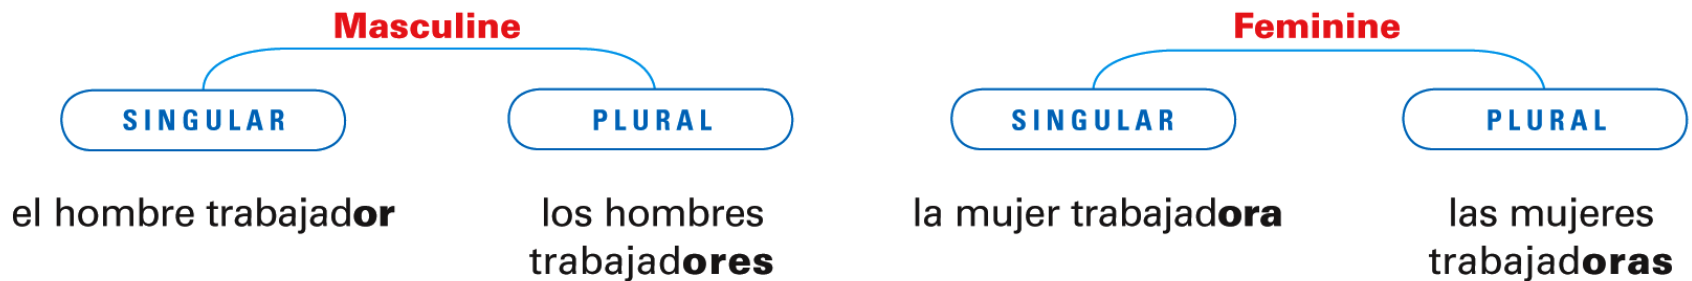 Masculine
SINGULAR
PLURAL
el hombre trabajador
los hombres
trabajadores
Feminine
SINGULAR
PLURAL
la mujer trabajadora
las mujeres
trabajadoras